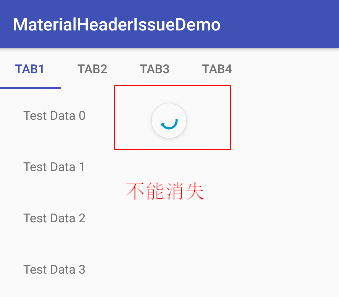 MaterialHeaderIssueDemo
TAB1 TAB2 TAB3 TAB4
Test Data 0
Test Data 1
不能消失
Test Data 2
Test Data 3